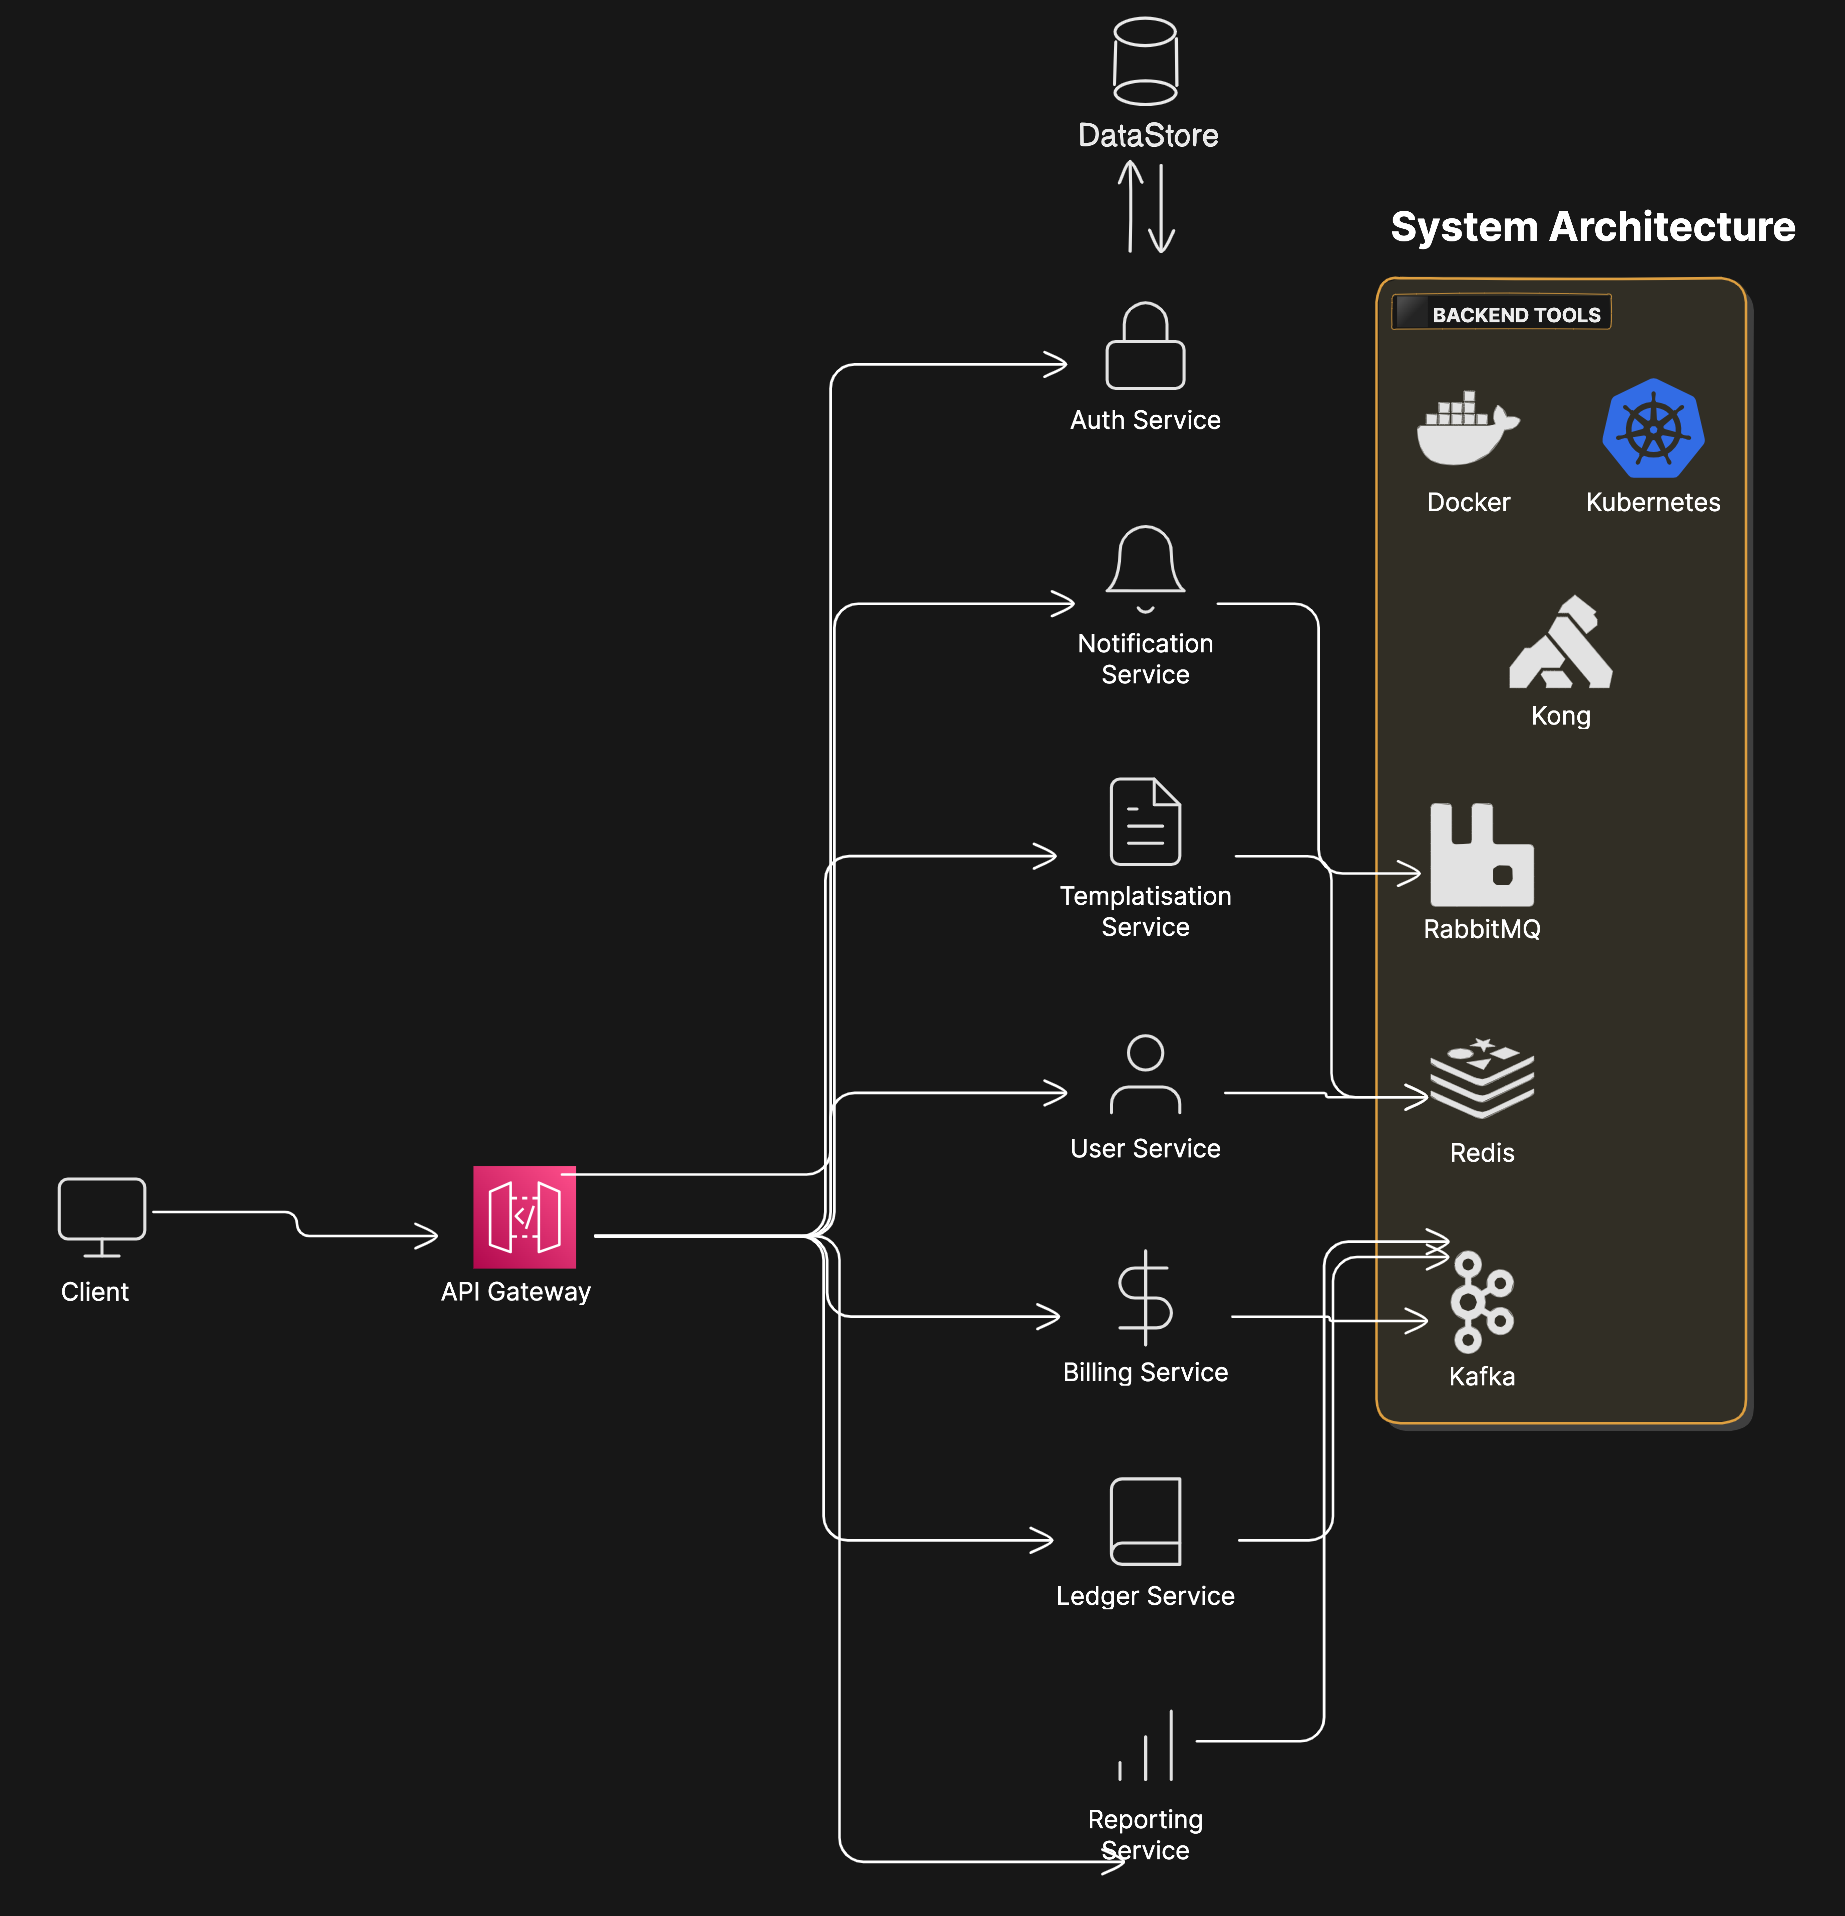 DataStore
System Architecture
BACKEND TOOLS
Auth Service
Docker
Kubernetes
Notification
Service
Kong
Templatisation
Service
RabbitMQ
User Service
Redis
Client
API Gateway
Billing Service
Kafka
Ledger Service
Reporting
Service